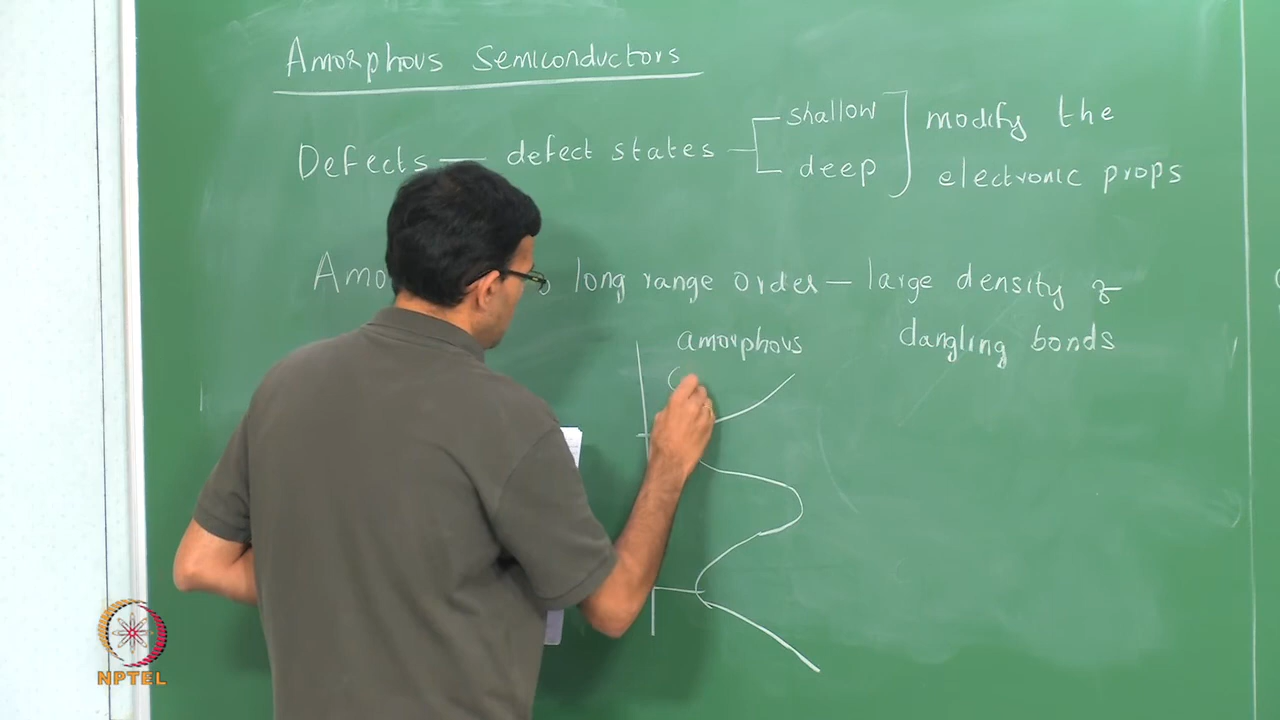 Amorphous Semiconductors
Defects — defect states shallow
deep
modify the
electronic props
long range order — large density of
dangling bonds
amorphous
NPTEL